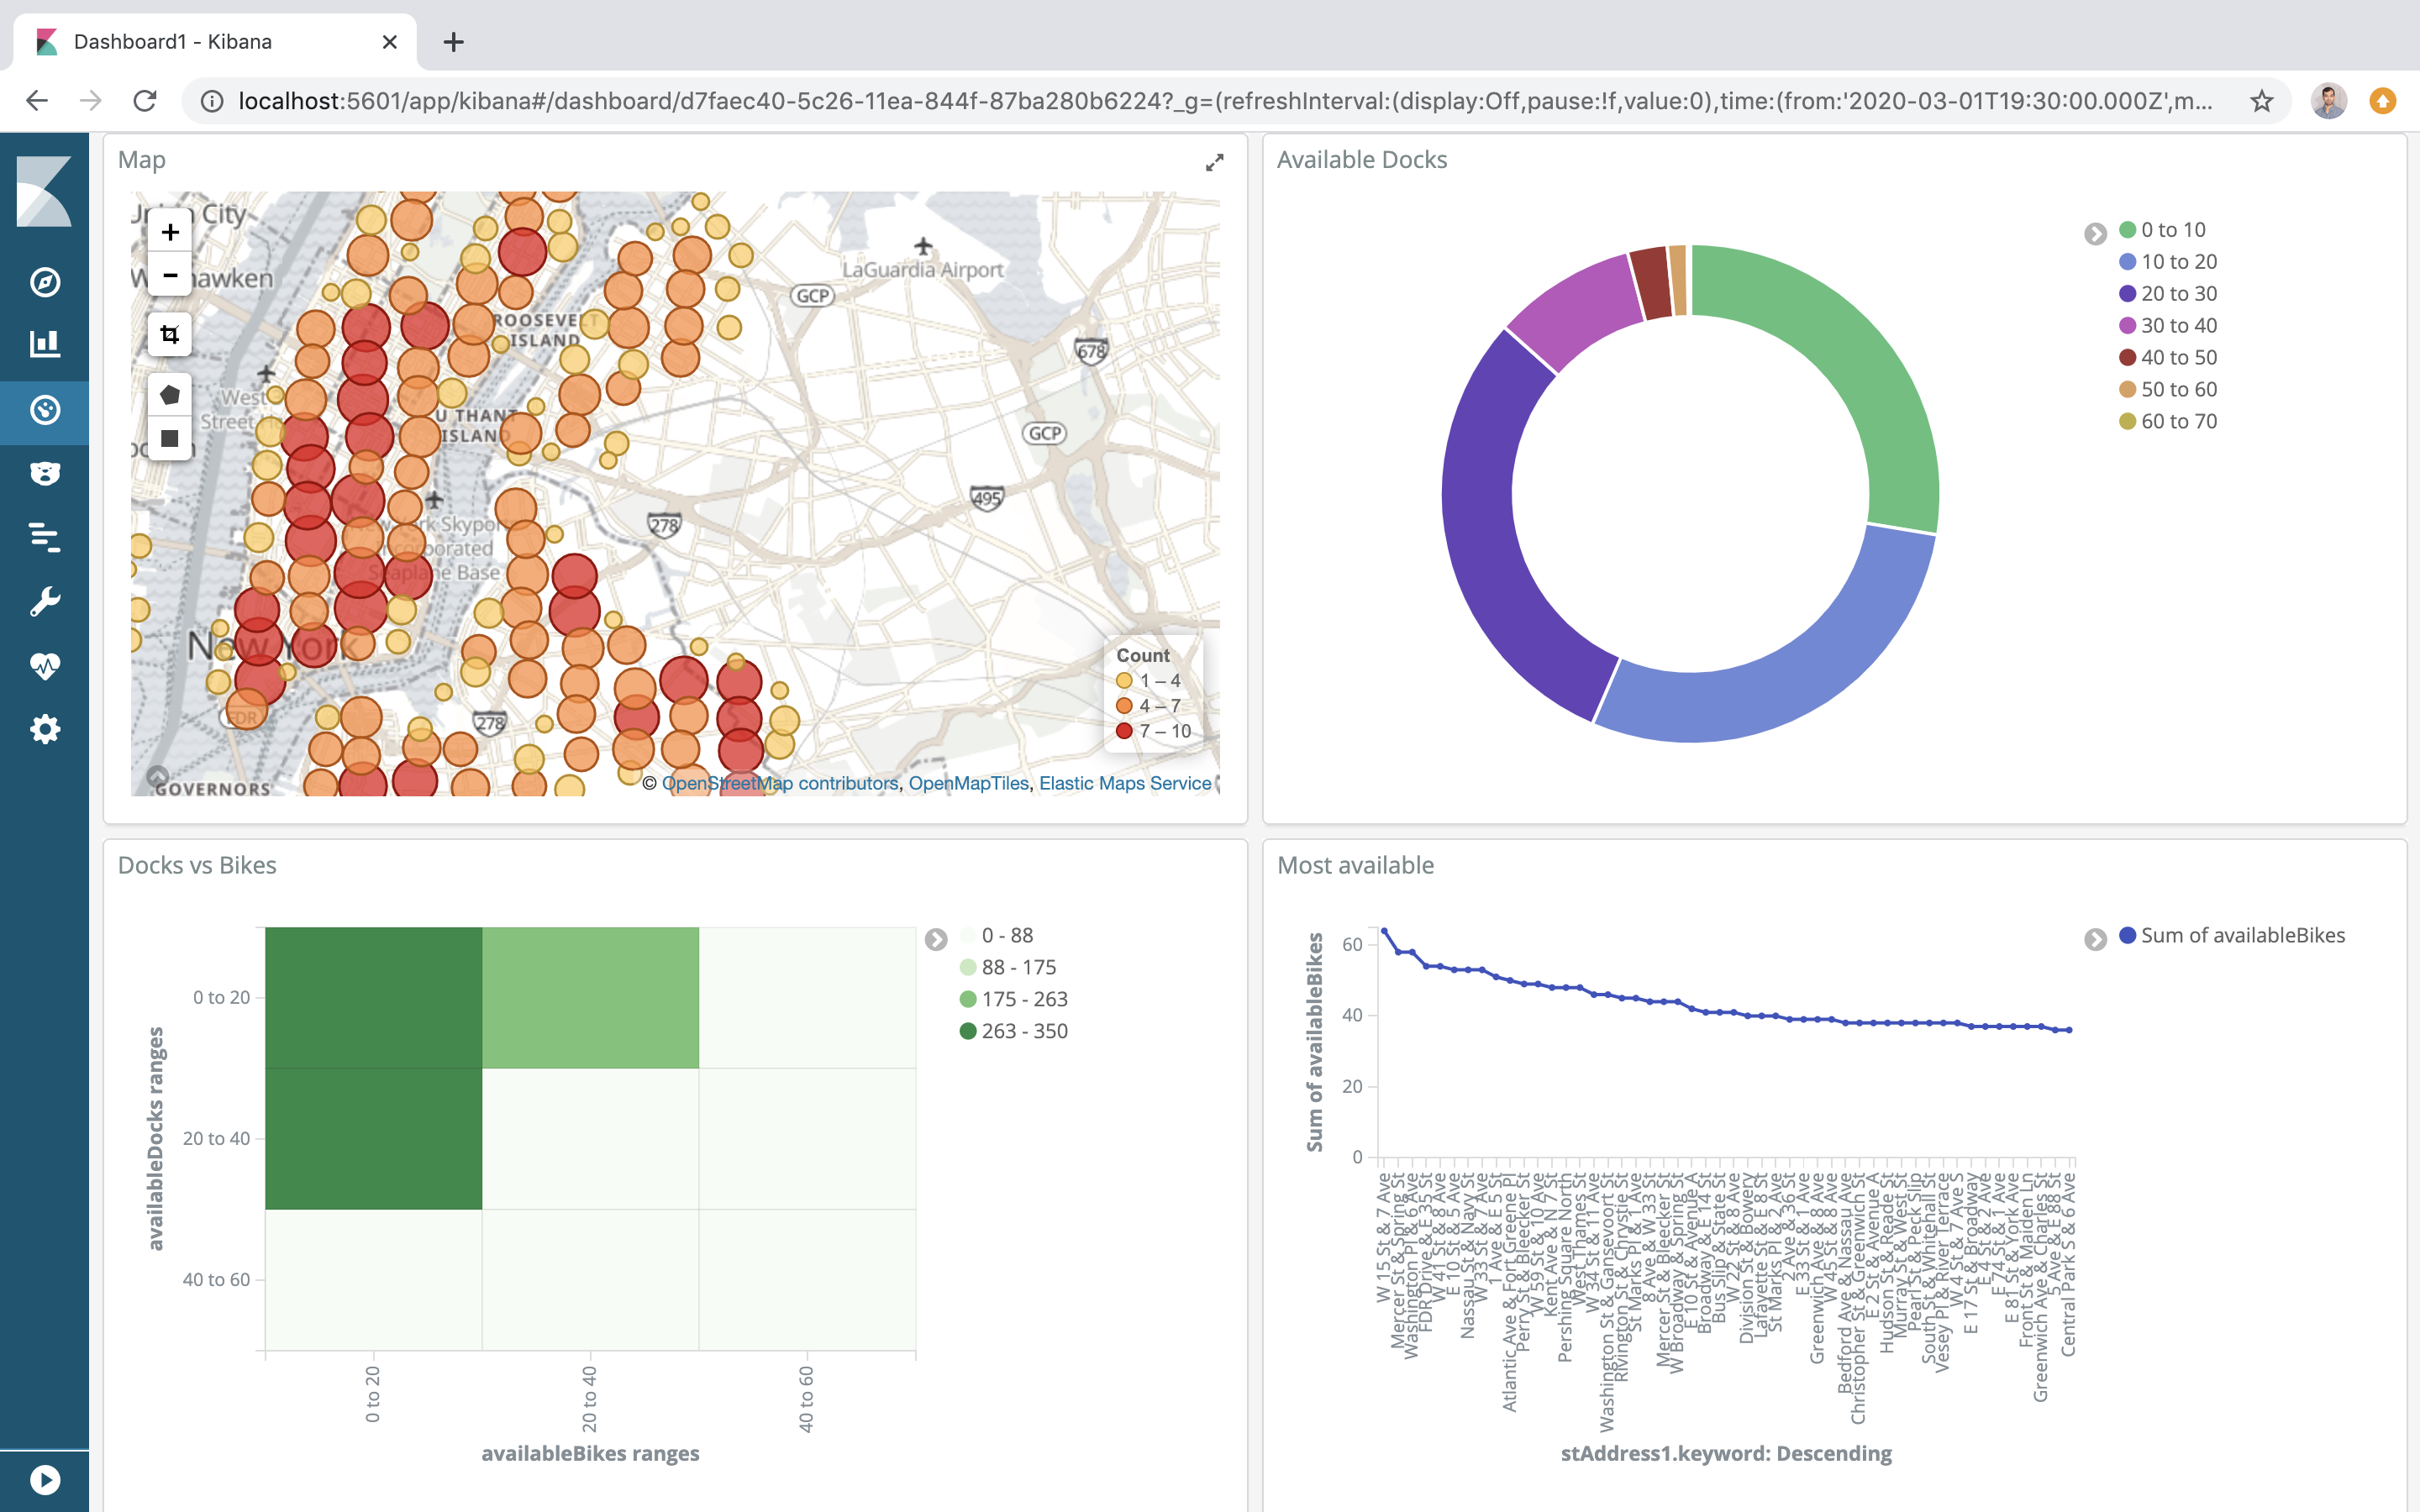 Dashboard1 - Kibana
localhost:5601/app/kibana#/dashboard/d7faec40-5c26-11ea-844f-87ba280b6224?_g=(refreshInterval:(display:Off,pause:!f,value:0),time:(from:'2020-03-01T19:30:00.000Z',m...
Map
City
hawken
LaGuardia Airport
GCP
ISLAND
678
West
Street
U THANT
ISLAND
GCP
495
278
Seaplane Base
New York
278
FDR
GOVERNORS
Count
1 – 4
4 – 7
7 – 10
© OpenStreetMap contributors, OpenMapTiles, Elastic Maps Service
Available Docks
0 to 10
10 to 20
20 to 30
30 to 40
40 to 50
50 to 60
60 to 70
Docks vs Bikes
availableDocks ranges
0 to 20
20 to 40
40 to 60
0 to 20
20 to 40
40 to 60
availableBikes ranges
0 - 88
88 - 175
175 - 263
263 - 350
Most available
Sum of availableBikes
60
40
20
0
Sum of availableBikes
W 15 St & 7 Ave
Mercer St & Spring St
Washington Pl & 6 Ave
FDR Drive & E 35 St
W 41 St & 8 Ave
E 10 St & 5 Ave
Nassau St & Navy St
W 33 St & 7 Ave
1 Ave & E 5 St
Atlantic Ave & Fort Greene Pl
Perry St & Bleecker St
W 59 St & 10 Ave
Kent Ave & N 7 St
Pershing Square North
West Thames St
W 34 St & 11 Ave
Washington St & Gansevoort St
Rivington St & Chrystie St
St Marks Pl & 1 Ave
8 Ave & W 33 St
Mercer St & Bleecker St
W Broadway & Spring St
E 10 St & Avenue A
Broadway & E 14 St
Bus Slip & State St
W 22 St & 8 Ave
Division St & Bowery
Lafayette St & E 8 St
St Marks Pl & 2 Ave
2 Ave & 36 St
E 33 St & 1 Ave
Greenwich Ave & 8 Ave
W 45 St & 8 Ave
Bedford Ave & Nassau Ave
Christopher St & Greenwich St
E 2 St & Avenue A
Hudson St & Reade St
Murray St & West St
Pearl St & Peck Slip
South St & Whitehall St
Vesey Pl & River Terrace
W 4 St & 7 Ave S
E 17 St & Broadway
E 4 St & 2 Ave
E 74 St & 1 Ave
E 81 St & York Ave
Front St & Maiden Ln
Greenwich Ave & Charles St
5 Ave & E 88 St
Central Park S & 6 Ave
stAddress1.keyword: Descending